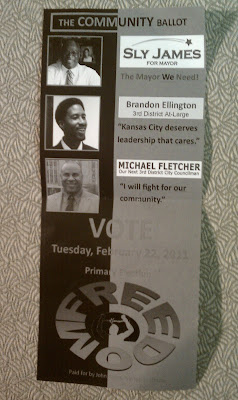 THE COMMUNITY BALLOT
SLY JAMES
FOR MAYOR
The Mayor We Need!
Brandon Ellington
3rd District At-Large
"Kansas City deserves
leadership that cares."
MICHAEL FLETCHER
Our Next 3rd District City Councilman
"I will fight for our
community."
VOTE
Tuesday, February 22, 2011
Primary Election
FREEDOM
Paid for by